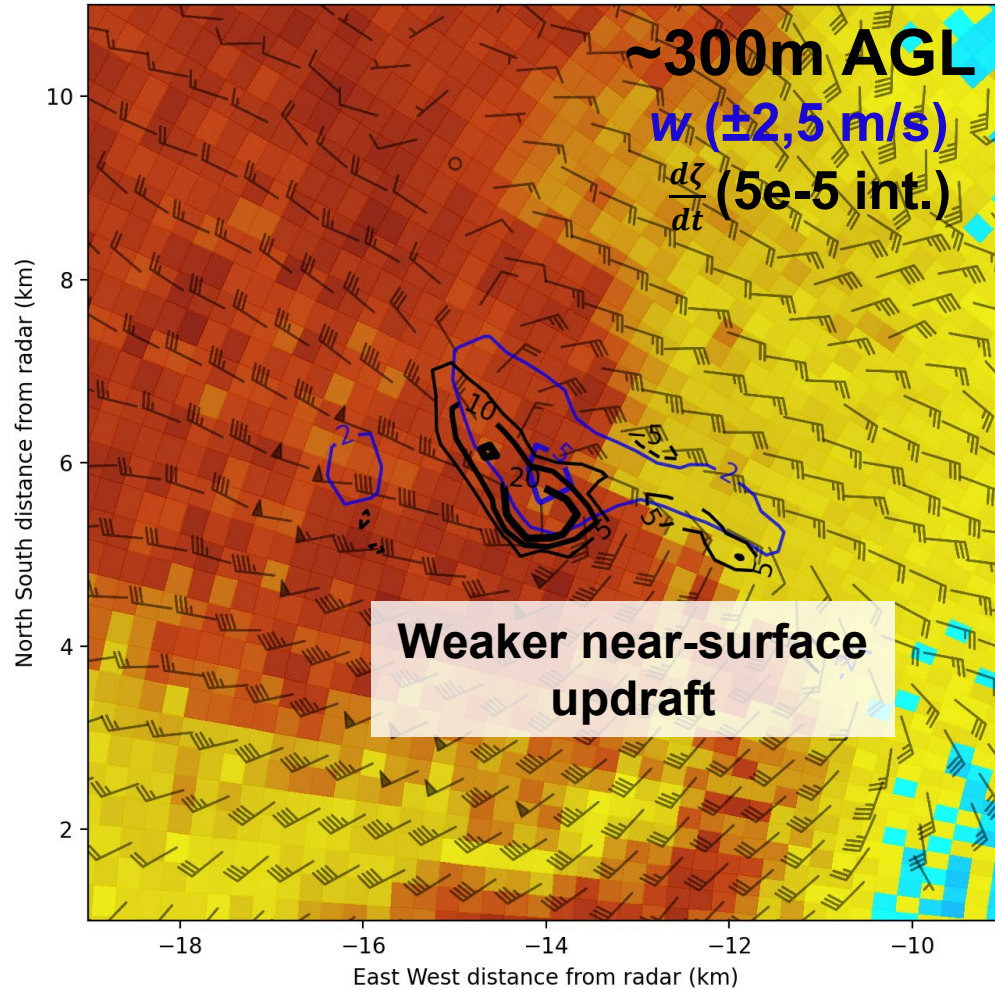 ~300m AGL
w (±2,5 m/s)
dζ
dt
(5e-5 int.)
10
8
6
4
2
North South distance from radar (km)
10
20
5
5
5
5
2
2
5
Weaker near-surface
updraft
−18
−16
−14
−12
−10
East West distance from radar (km)